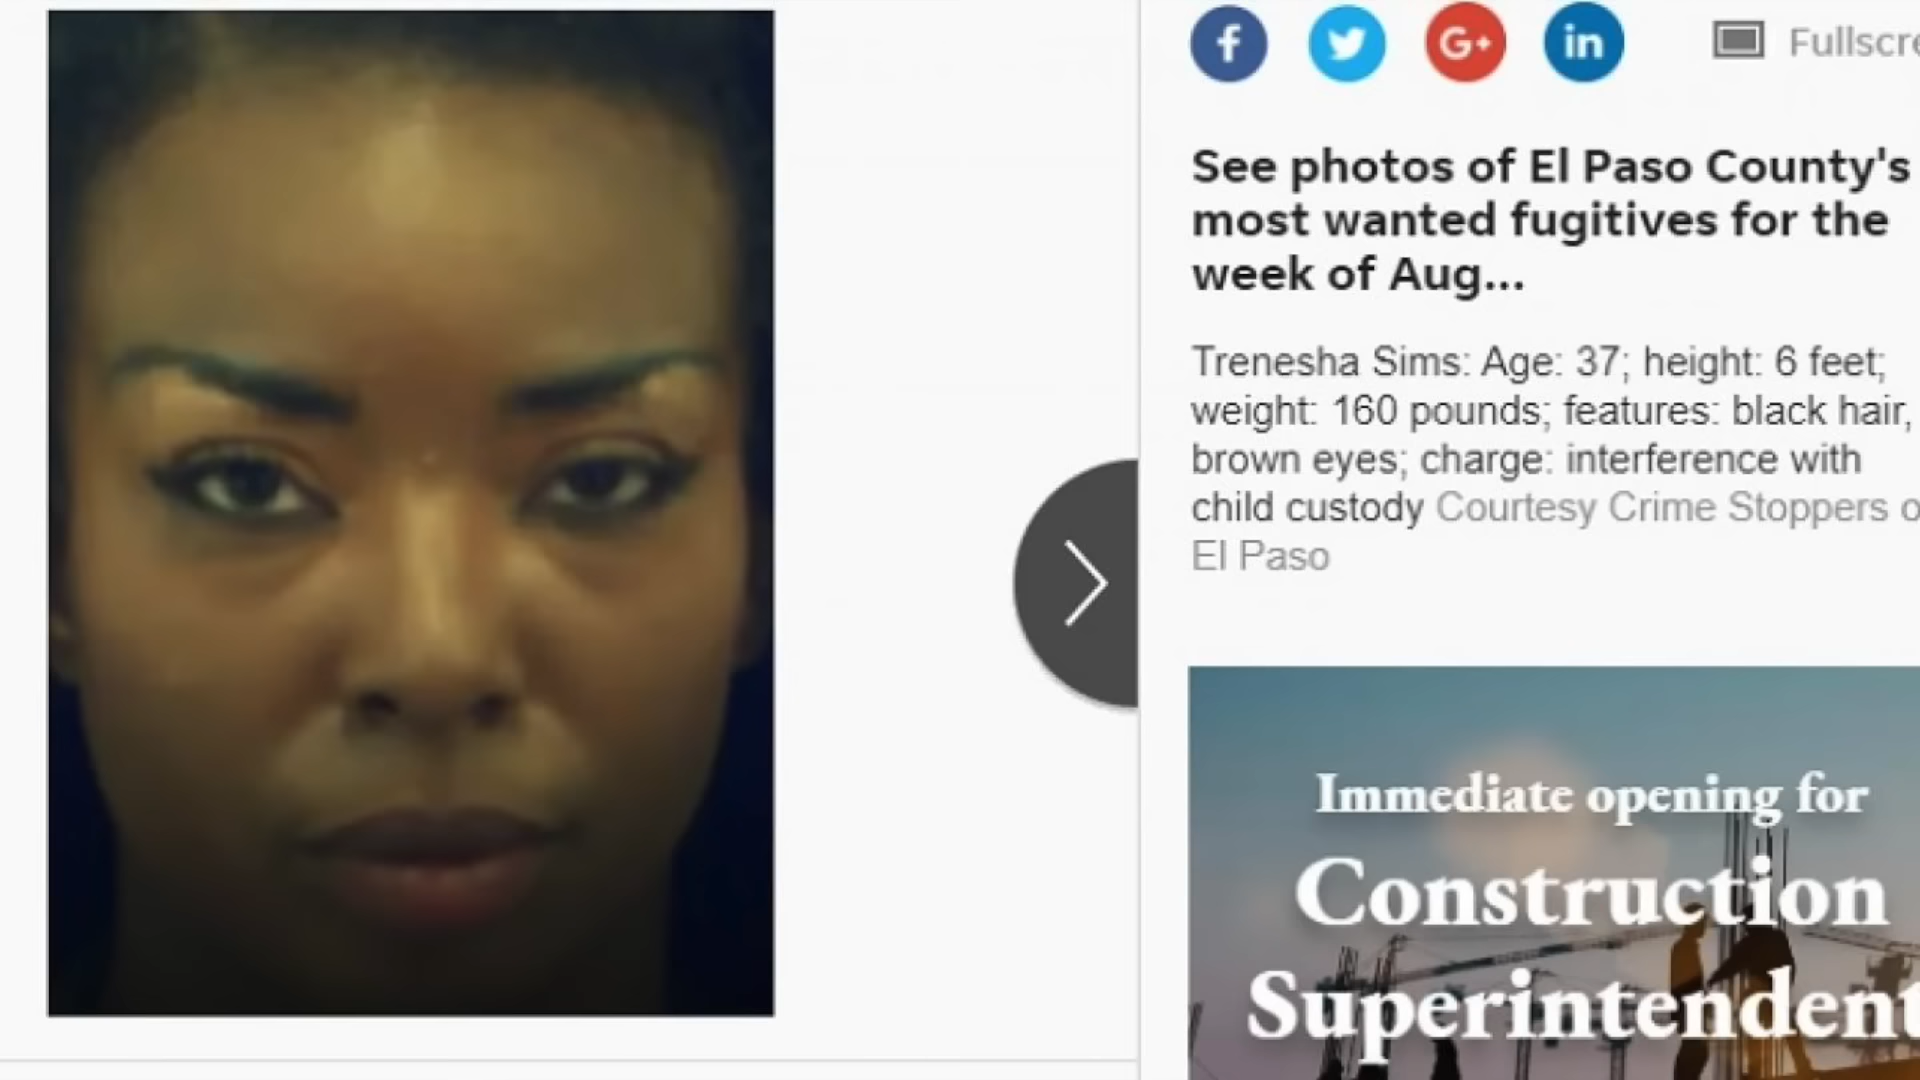 f G+ in Fullscre
See photos of El Paso County's
most wanted fugitives for the
week of Aug...
Trenesha Sims: Age: 37; height: 6 feet;
weight: 160 pounds; features: black hair,
brown eyes; charge: interference with
child custody Courtesy Crime Stoppers o
El Paso
Immediate opening for
Construction
Superintendent